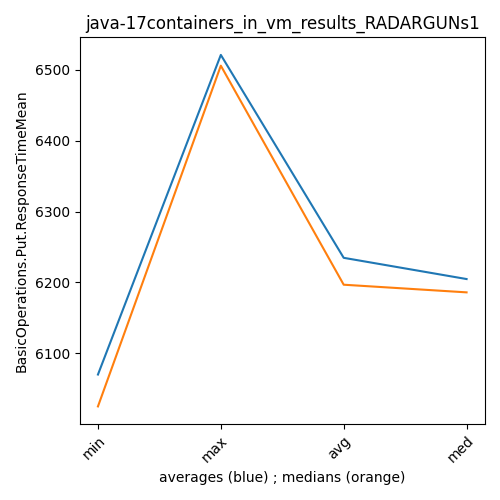 java-17containers_in_vm_results_RADARGUNs1
BasicOperations.Put.ResponseTimeMean
6500
6400
6300
6200
6100
min
max
avg
med
averages (blue) ; medians (orange)